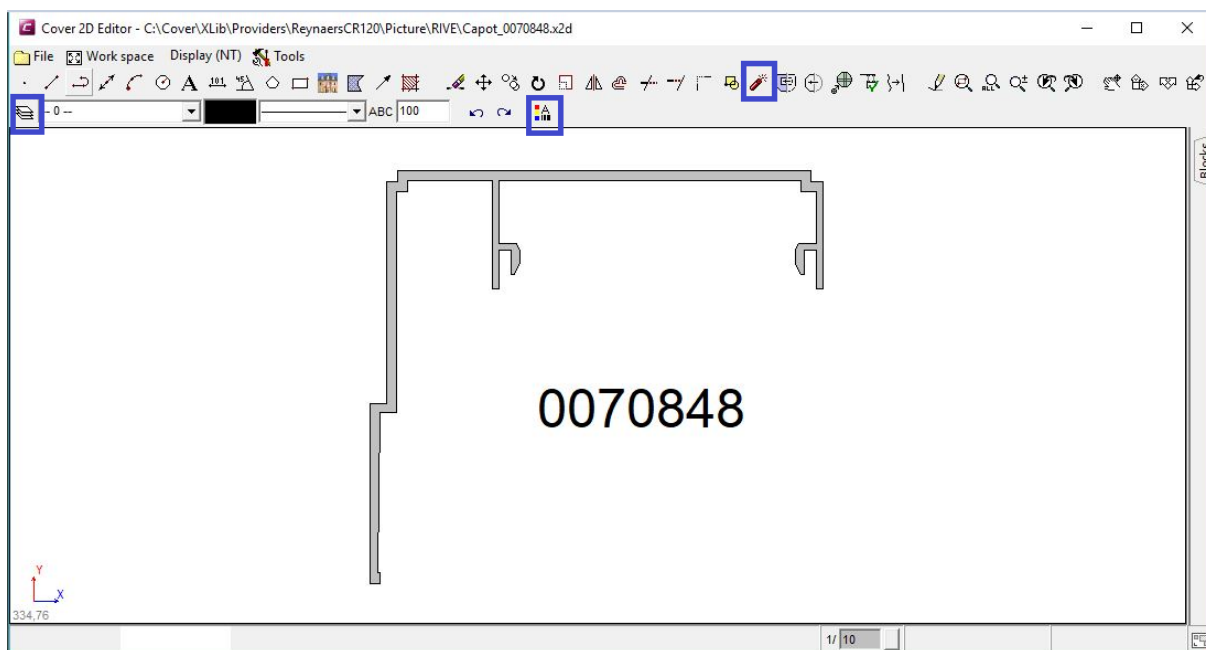 Cover 2D Editor - C:\Cover\XLib\Providers\ReynaersCR120\Picture\RIVE\Capot_0070848.x2d
File Work space Display (NT) Tools
-- 0 -- ABC 100
Blocks
0070848
Y
X
334,76
1/ 10